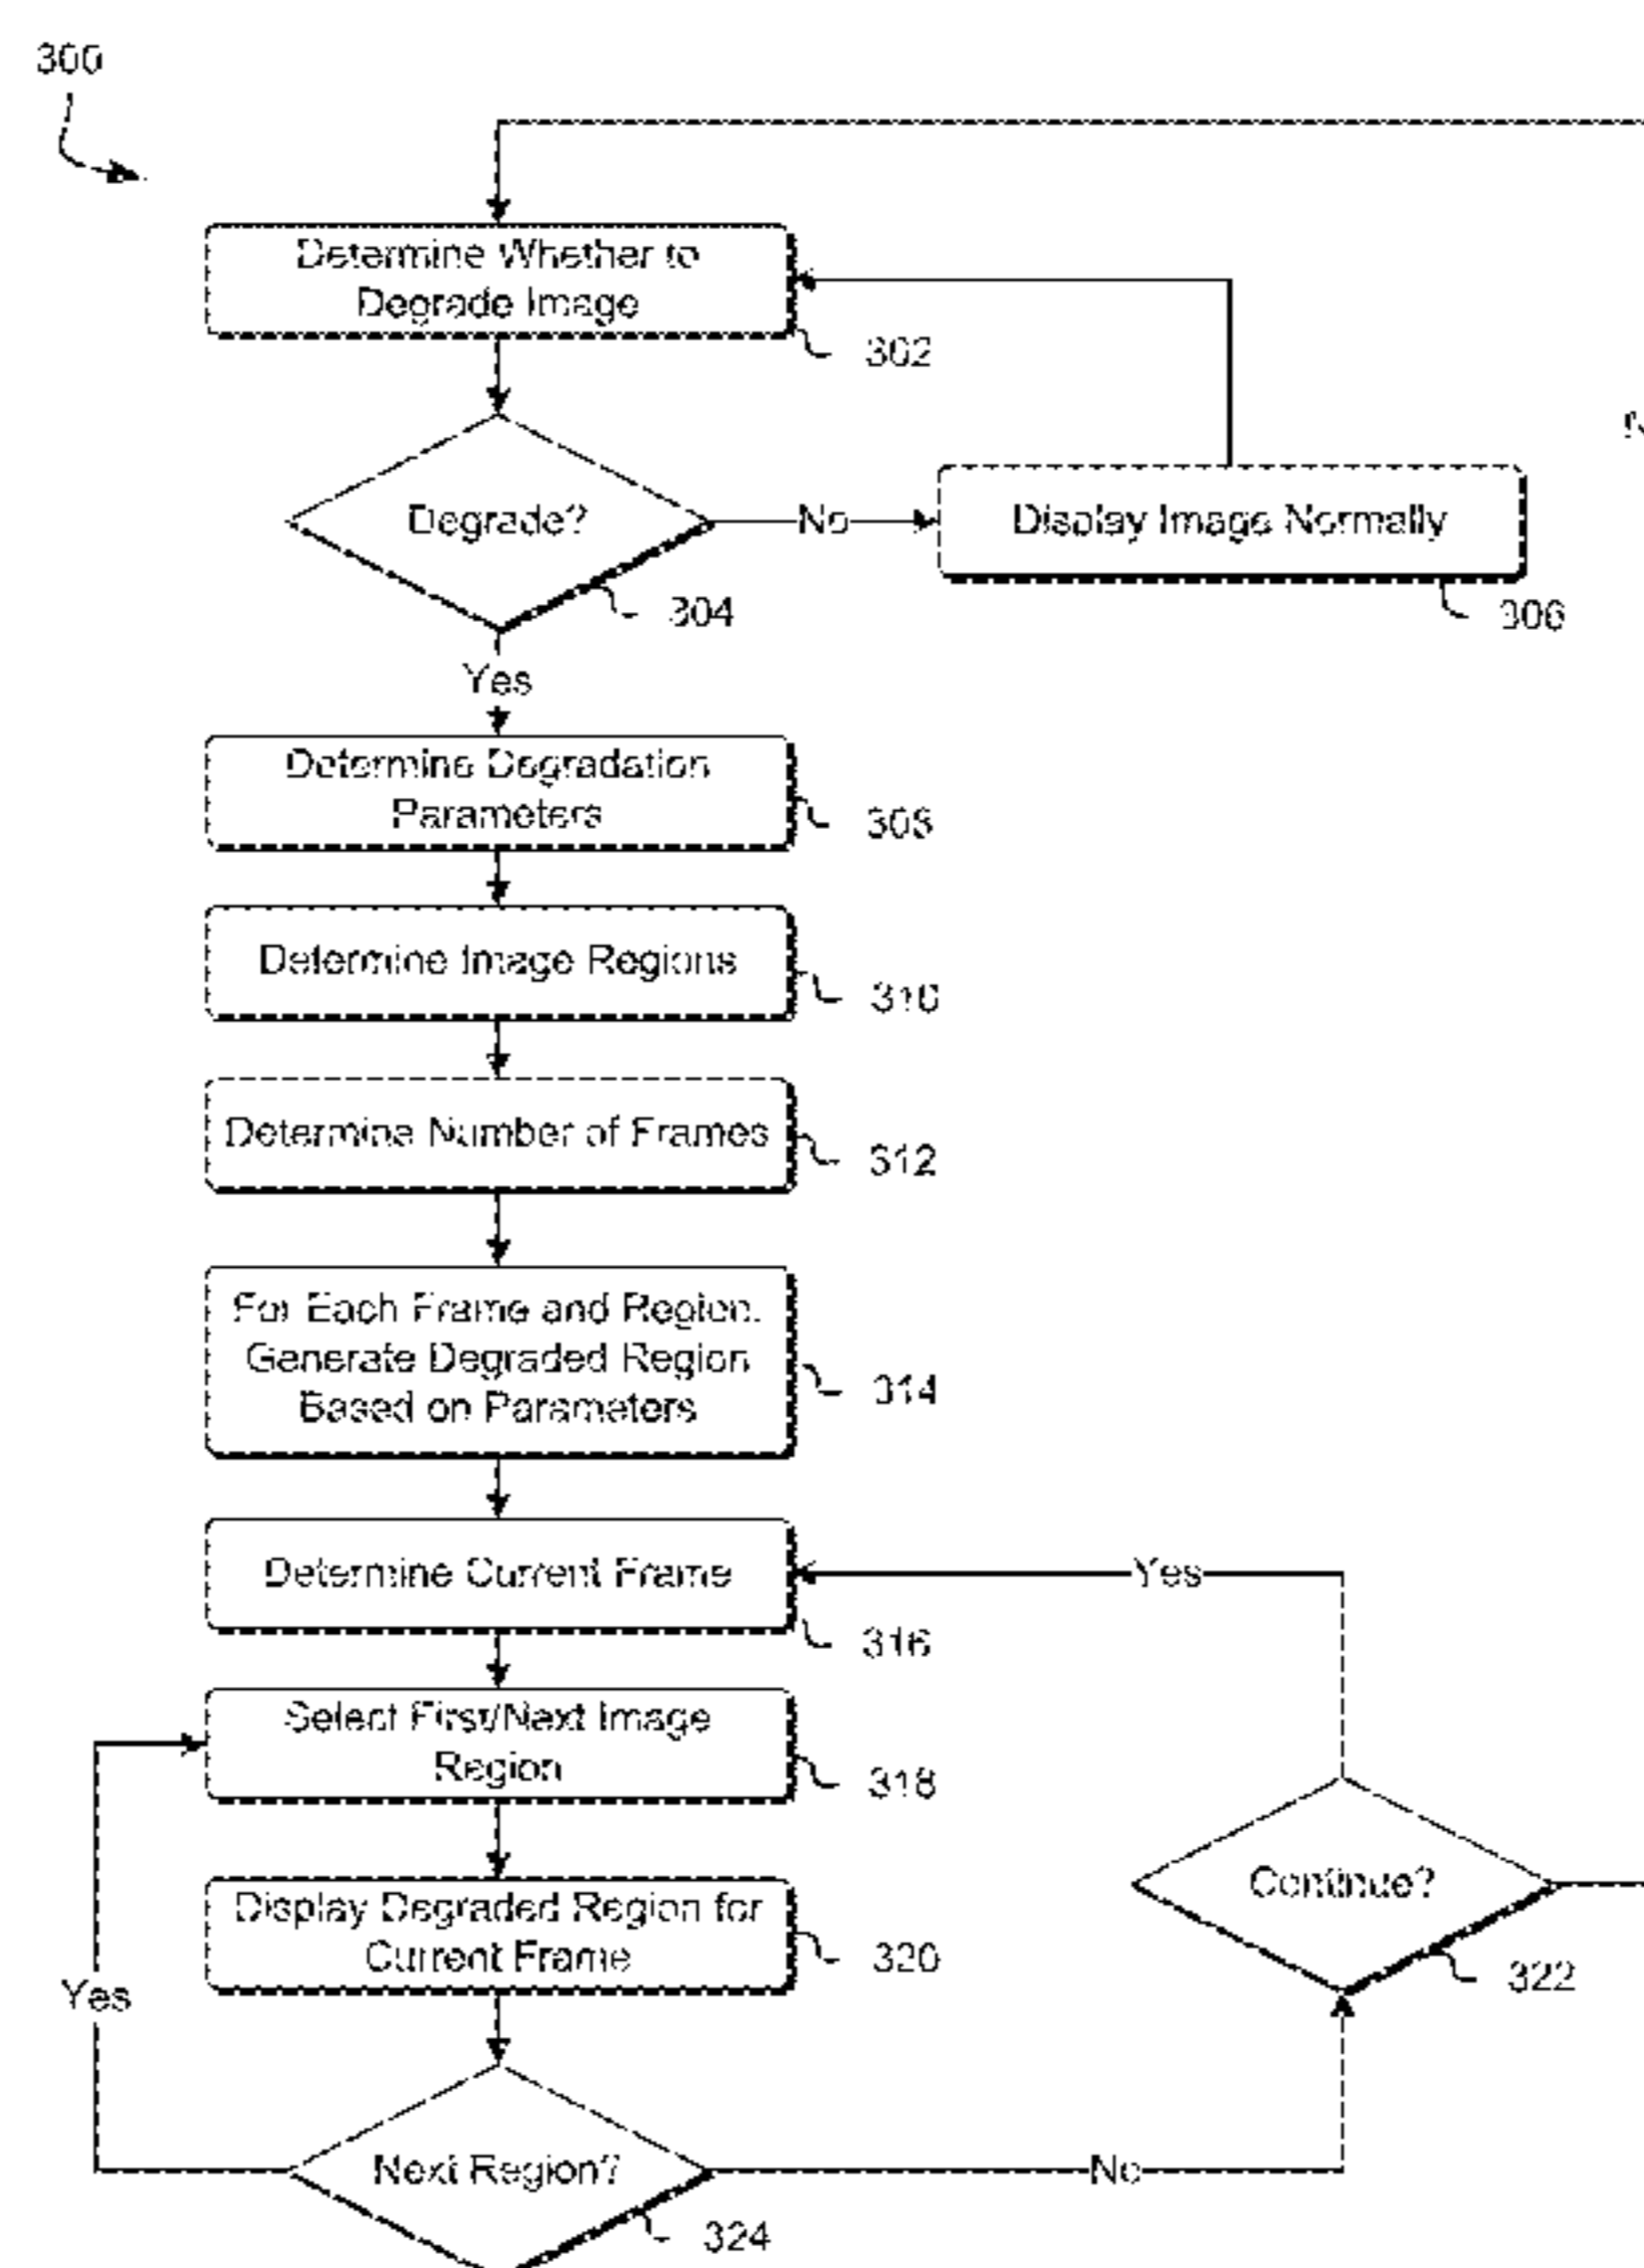 300
Determine Whether to
Degrade Image
302
Degrade?
No
Display Image Normally
304
306
Yes
Determine Degradation
Parameters
308
Determine Image Regions
310
Determine Number of Frames
312
For Each Frame and Region,
Generate Degraded Region
Based on Parameters
314
Determine Current Frame
Yes
316
Select First/Next Image
Region
318
Continue?
Display Degraded Region for
Current Frame
320
322
Yes
Next Region?
No
324